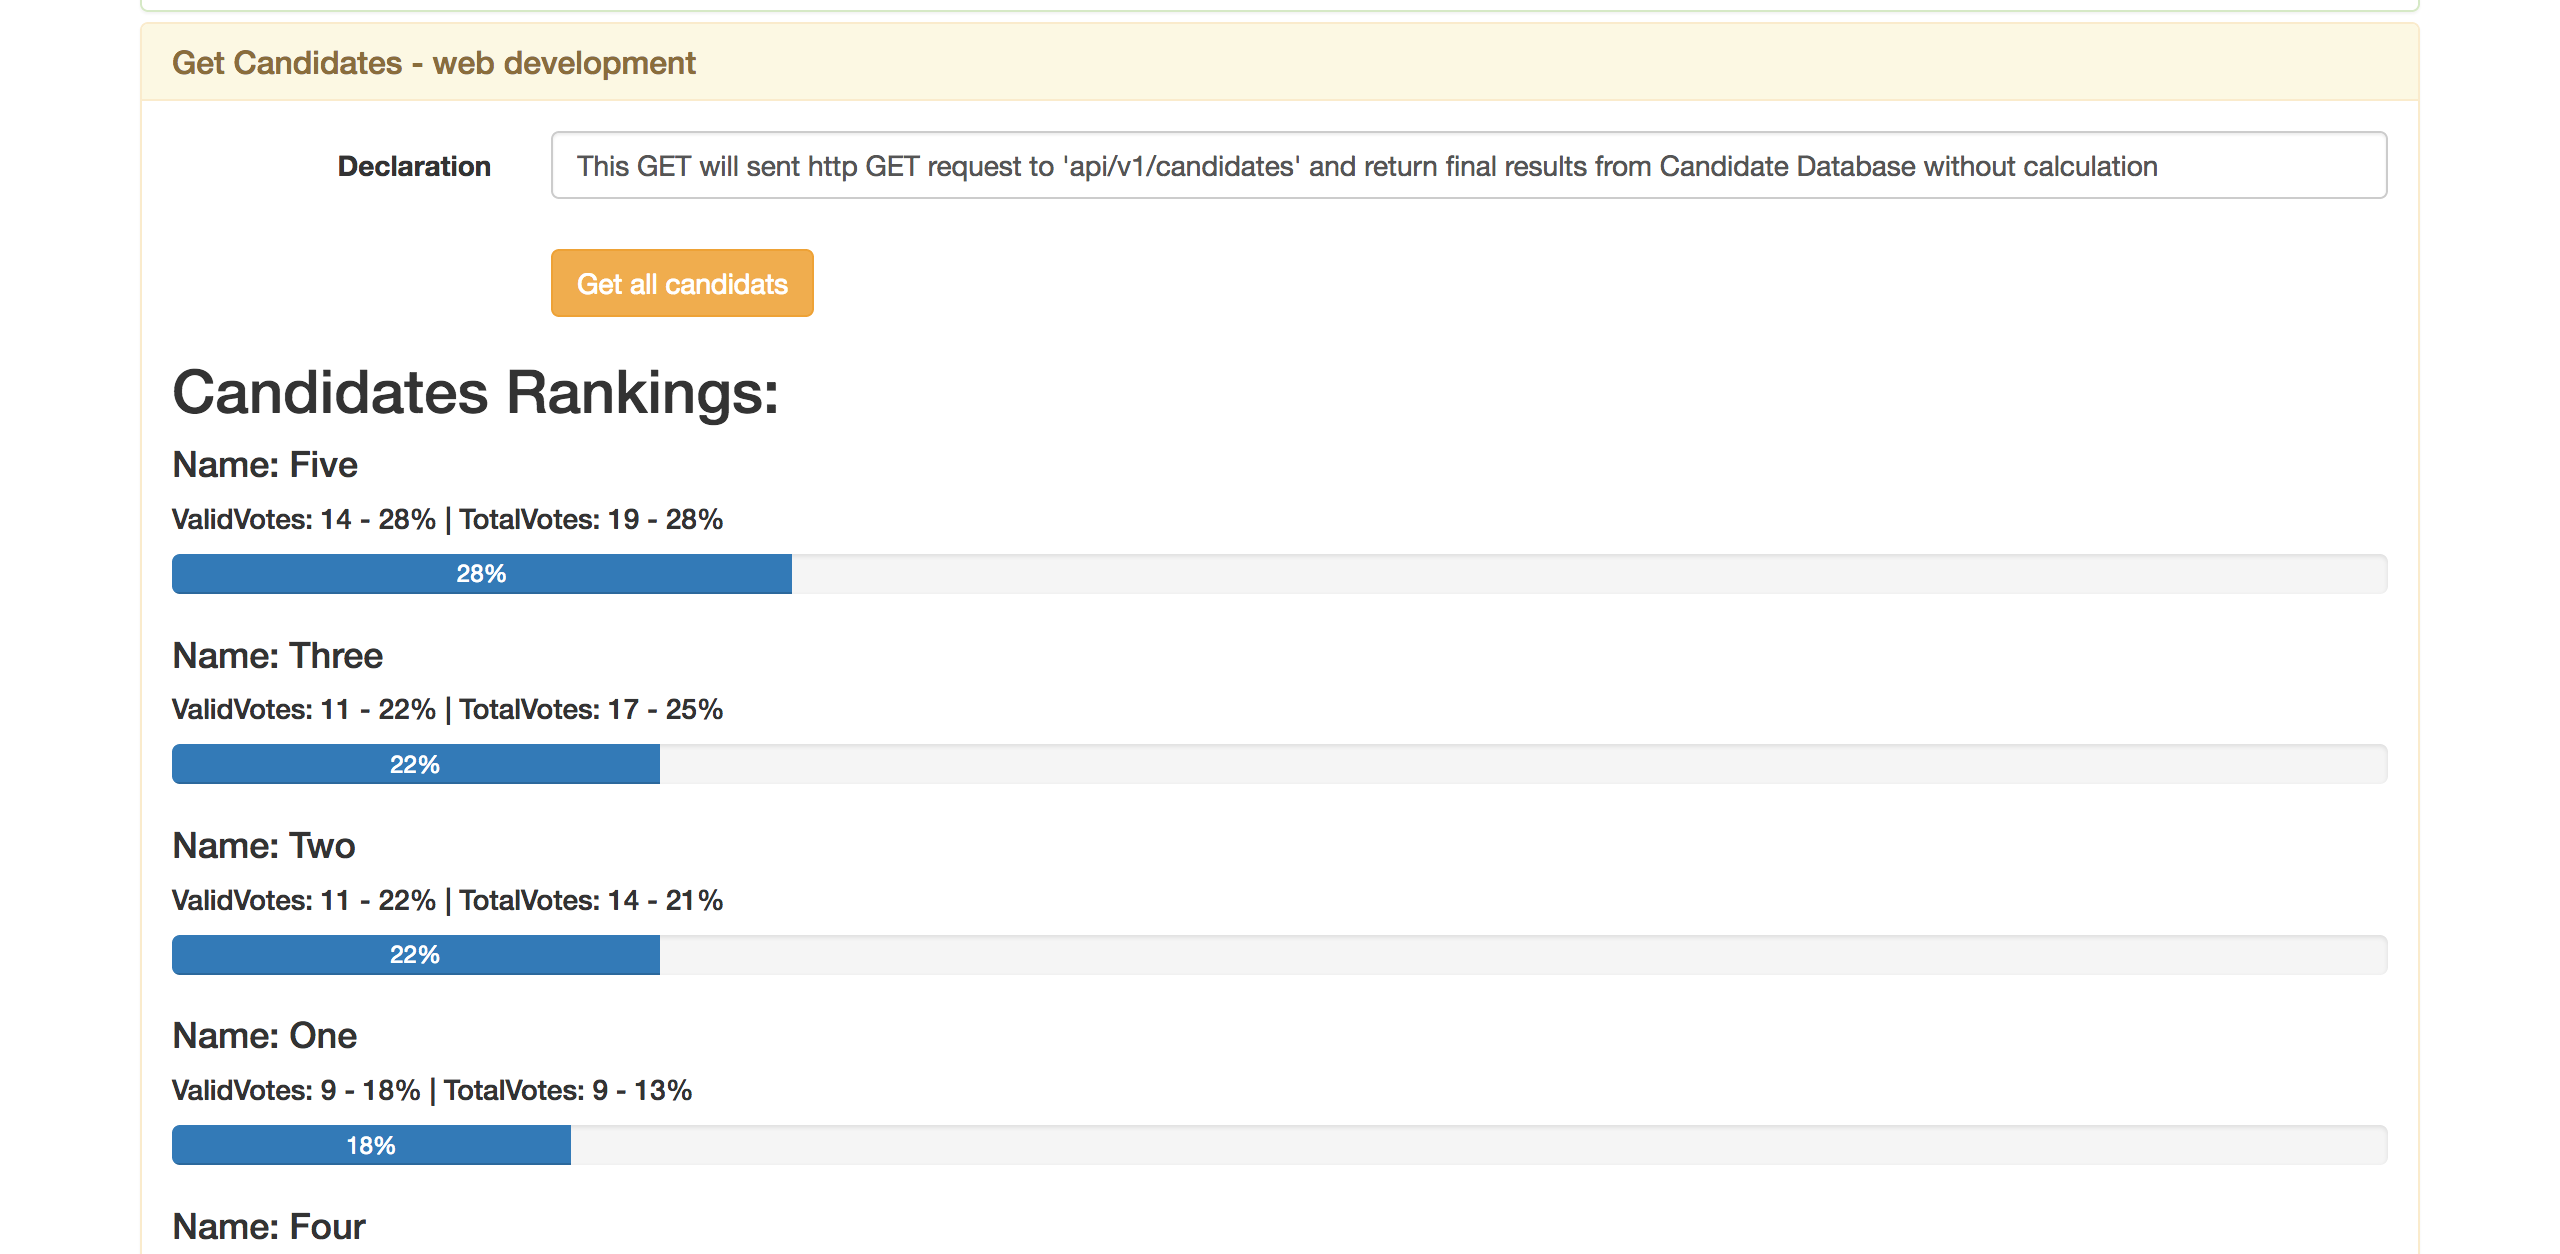 Get Candidates - web development
Declaration
This GET will sent http GET request to 'api/v1/candidates' and return final results from Candidate Database without calculation
Get all candidats
Candidates Rankings:
Name: Five
ValidVotes: 14 - 28% | TotalVotes: 19 - 28%
28%
Name: Three
ValidVotes: 11 - 22% | TotalVotes: 17 - 25%
22%
Name: Two
ValidVotes: 11 - 22% | TotalVotes: 14 - 21%
22%
Name: One
ValidVotes: 9 - 18% | TotalVotes: 9 - 13%
18%
Name: Four